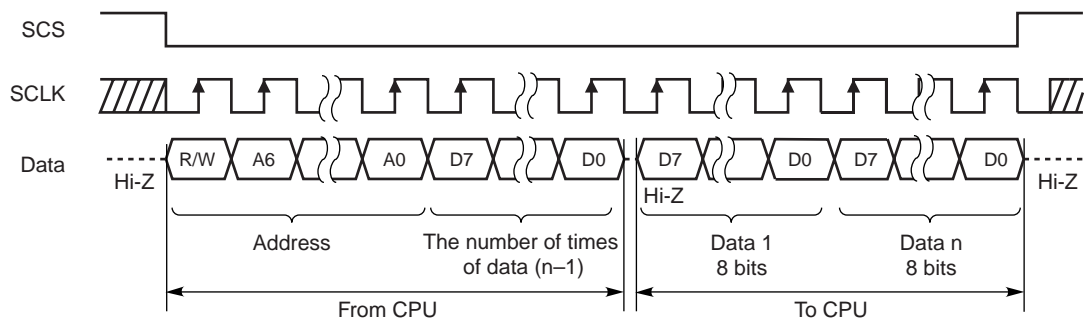 SCS
SCLK
Data
R/W A6 A0 D7 D0 D7 D0 D7 D0
Hi-Z Hi-Z Hi-Z
Address The number of times of data (n–1) Data 1 8 bits Data n 8 bits
From CPU To CPU